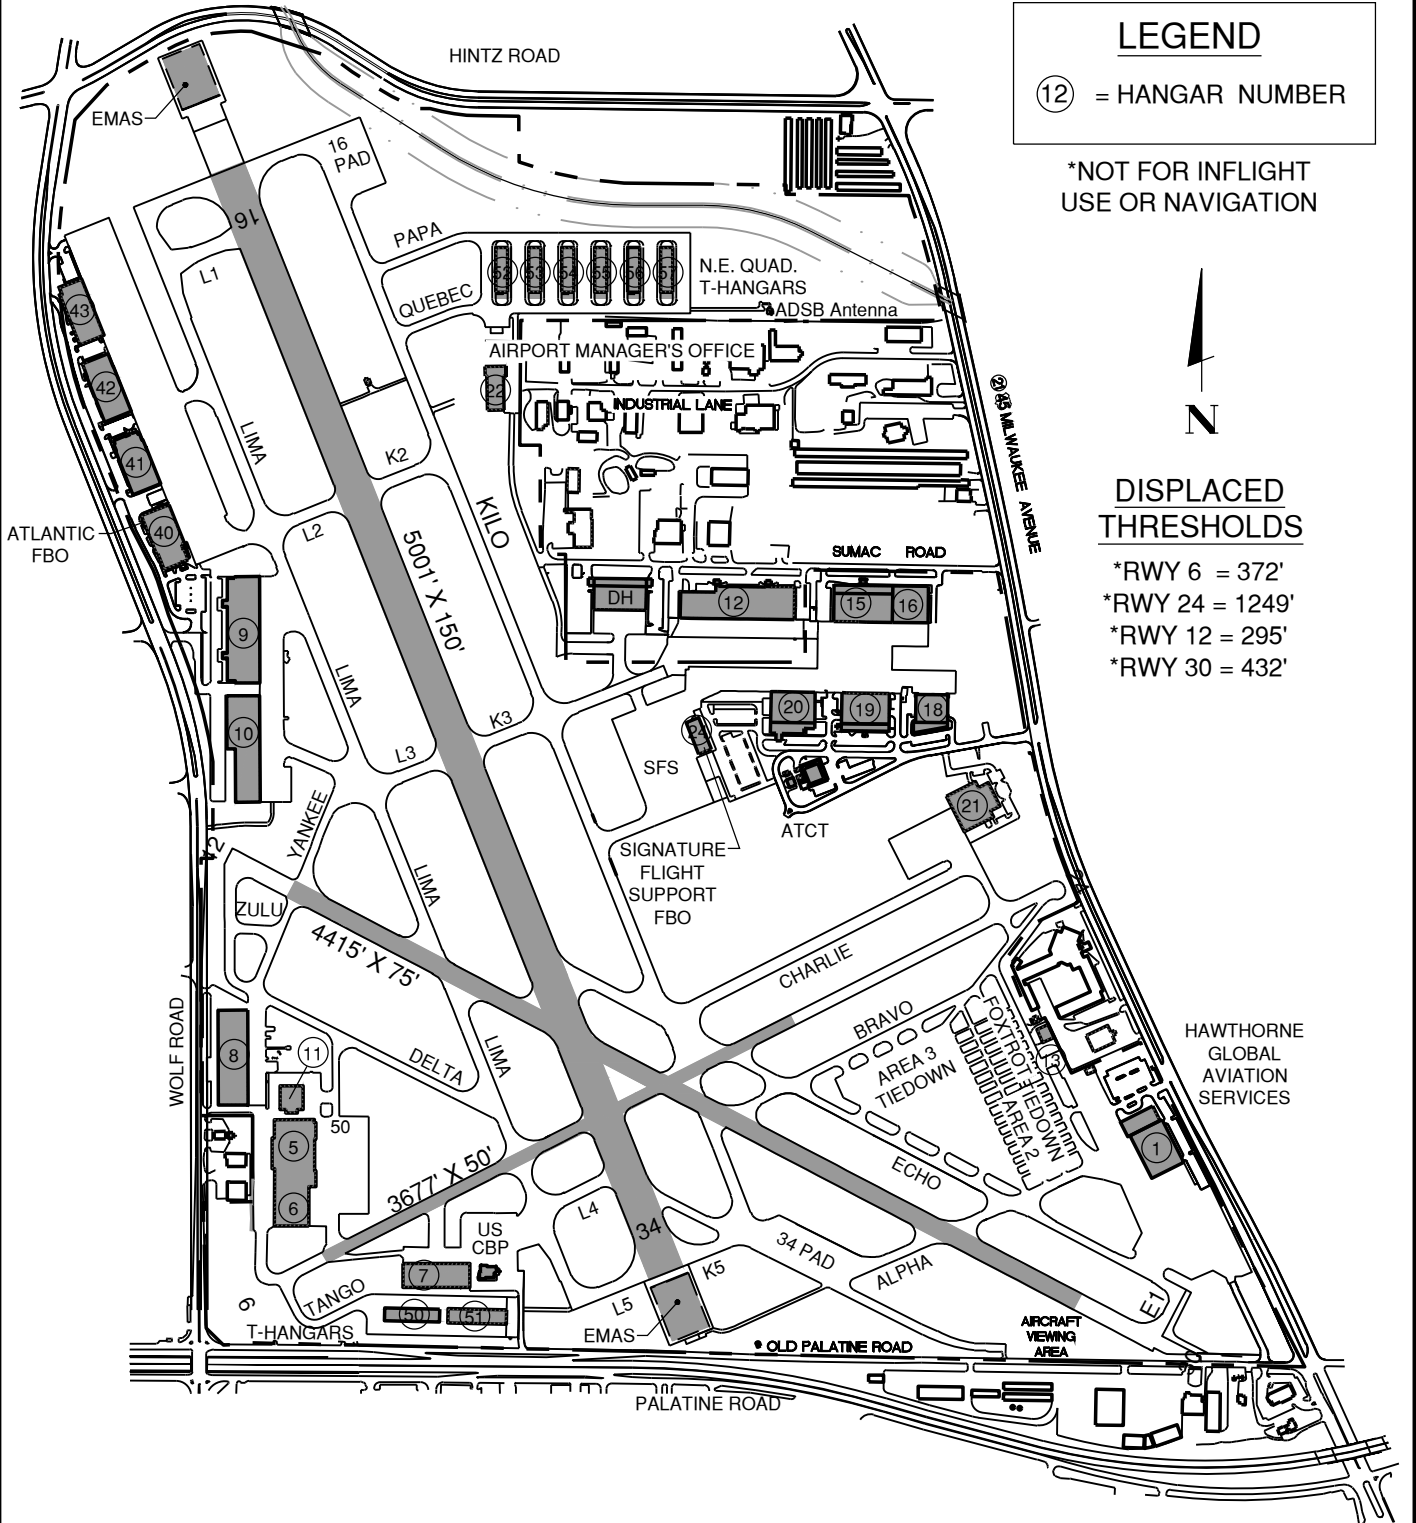 HINTZ ROAD
LEGEND
12 = HANGAR NUMBER
*NOT FOR INFLIGHT
USE OR NAVIGATION
EMAS
16
PAD
16
L1
PAPA
QUEBEC
52
53
54
55
56
57
N.E. QUAD.
T-HANGARS
ADSB Antenna
43
42
41
40
AIRPORT MANAGER'S OFFICE
22
INDUSTRIAL LANE
MILWAUKEE AVENUE
N
LIMA
K2
KILO
L2
5001' X 150'
ATLANTIC
FBO
DISPLACED
THRESHOLDS
*RWY 6 = 372'
*RWY 24 = 1249'
*RWY 12 = 295'
*RWY 30 = 432'
SUMAC ROAD
DH
12
15
16
9
10
LIMA
K3
L3
20
19
18
24
SFS
ATCT
21
SIGNATURE
FLIGHT
SUPPORT
FBO
YANKEE
12
LIMA
ZULU
4415' X 75'
CHARLIE
BRAVO
WOLF ROAD
8
11
DELTA
LIMA
AREA 3
TIEDOWN
FOXTROT TIEDOWN
AREA 2
HAWTHORNE
GLOBAL
AVIATION
SERVICES
50
5
6
3677' X 50'
ECHO
1
L4
34
US
CBP
34 PAD
ALPHA
K5
7
TANGO
50
51
6
L5
EMAS
E1
T-HANGARS
AIRCRAFT
VIEWING
AREA
OLD PALATINE ROAD
PALATINE ROAD